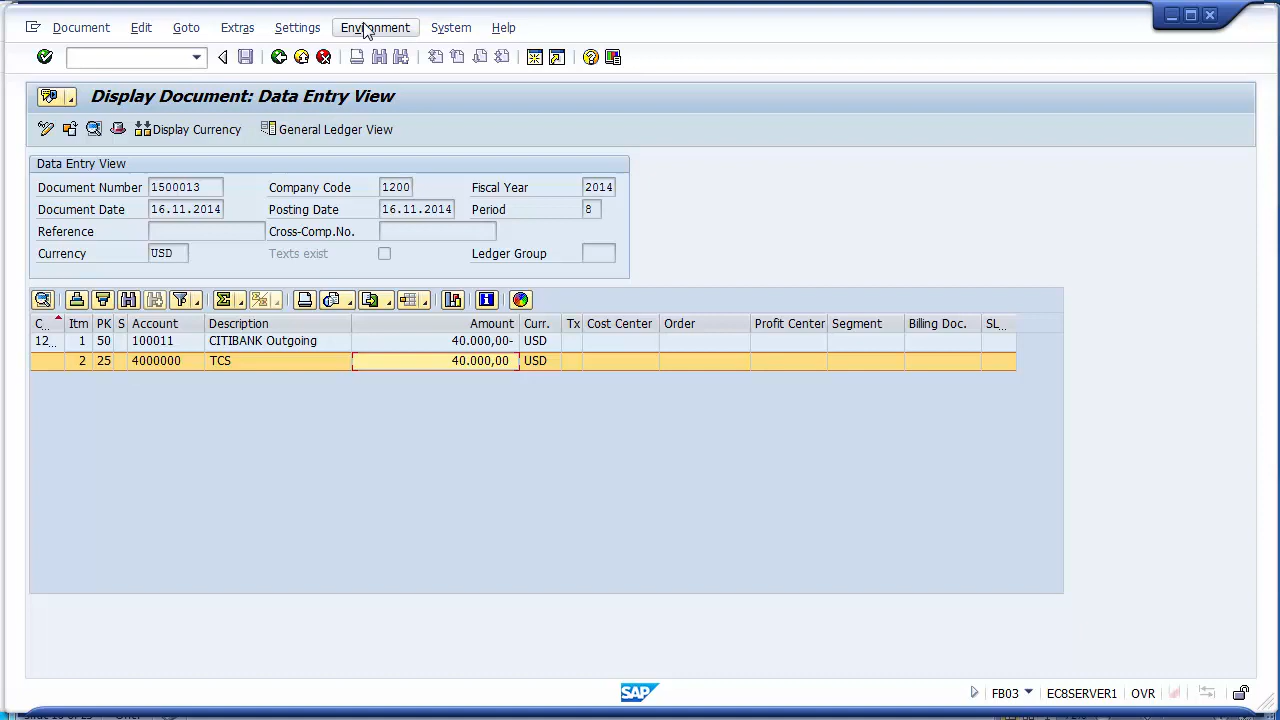 Document Edit Goto Extras Settings Environment System Help
Display Document: Data Entry View
Display Currency General Ledger View
Data Entry View
Document Number 1500013 Company Code 1200 Fiscal Year 2014
Document Date 16.11.2014 Posting Date 16.11.2014 Period 8
Reference Cross-Comp.No.
Currency USD Texts exist Ledger Group
C... Itm PK S Account Description Amount Curr. Tx Cost Center Order Profit Center Segment Billing Doc. SL...
12... 1 50 100011 CITIBANK Outgoing 40.000,00- USD
2 25 4000000 TCS 40.000,00 USD
SAP FB03 EC8SERVER1 OVR